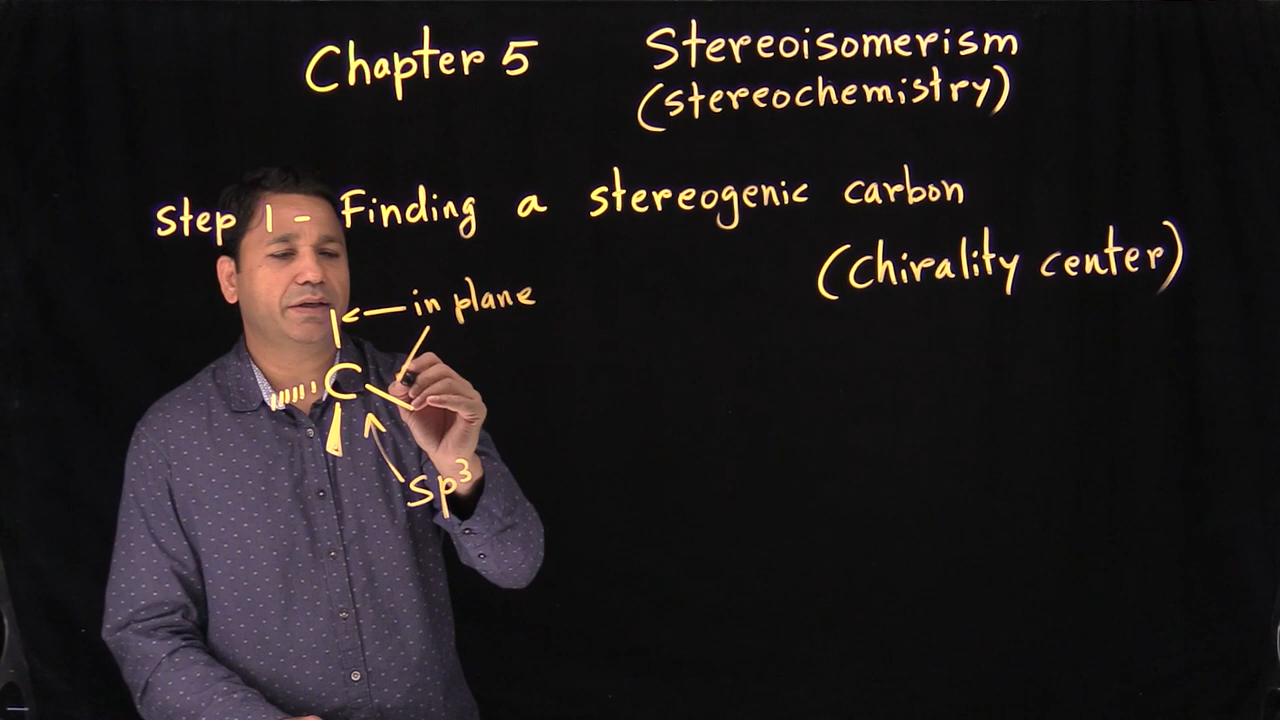 Chapter 5
Stereoisomerism
(stereochemistry)
Step 1 - Finding a stereogenic carbon
(chirality center)
in plane
C
Sp³